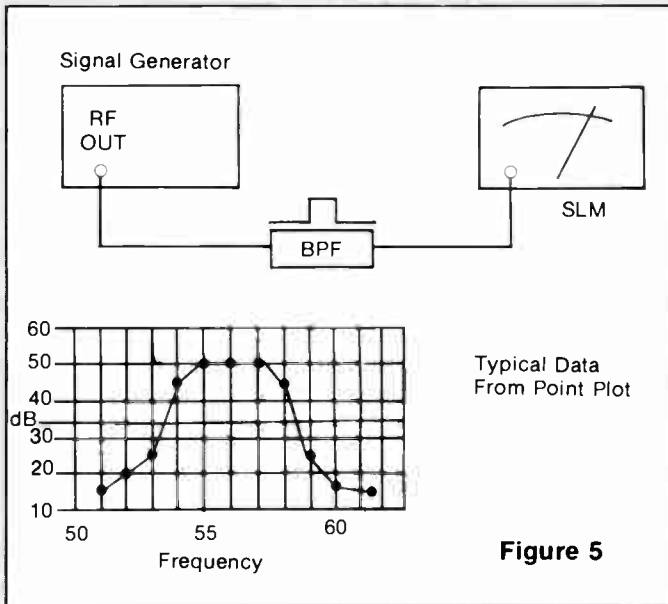 Signal Generator
RF
OUT
SLM
BPF
60
50
40
dB
30
20
10
50
55
60
Frequency
Typical Data
From Point Plot
Figure 5